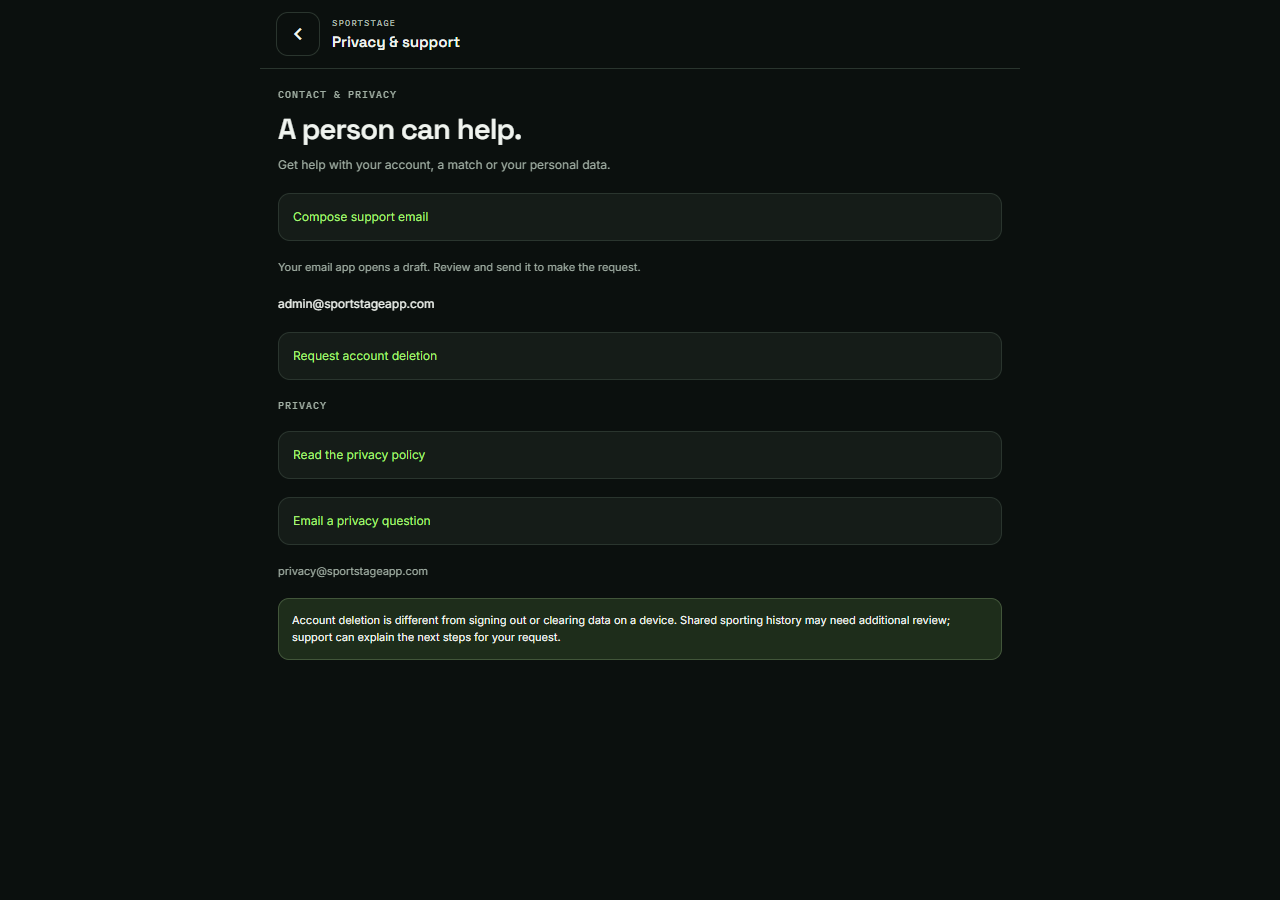 SPORTSTAGE
Privacy & support
CONTACT & PRIVACY
A person can help.
Get help with your account, a match or your personal data.
Compose support email
Your email app opens a draft. Review and send it to make the request.
admin@sportstageapp.com
Request account deletion
PRIVACY
Read the privacy policy
Email a privacy question
privacy@sportstageapp.com
Account deletion is different from signing out or clearing data on a device. Shared sporting history may need additional review;
support can explain the next steps for your request.